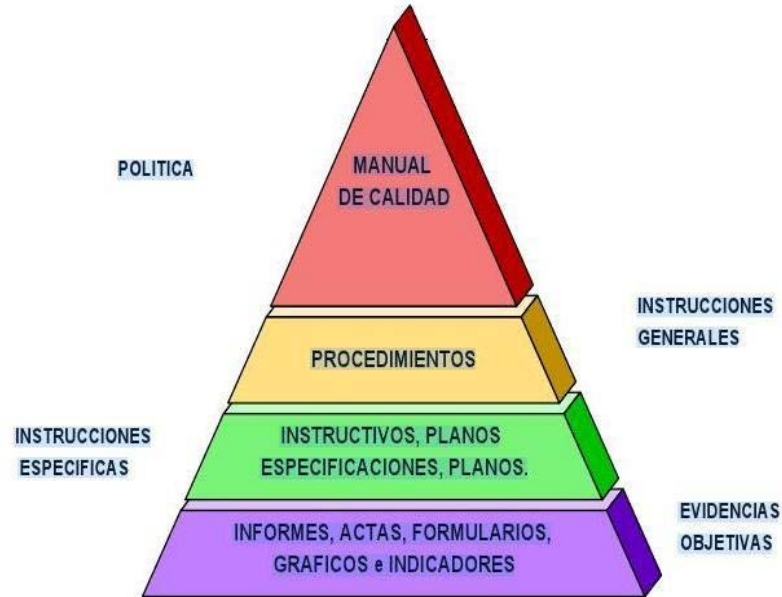 POLITICA
MANUAL
DE CALIDAD
INSTRUCCIONES
GENERALES
PROCEDIMIENTOS
INSTRUCCIONES
ESPECIFICAS
INSTRUCTIVOS, PLANOS
ESPECIFICACIONES, PLANOS.
EVIDENCIAS
OBJETIVAS
INFORMES, ACTAS, FORMULARIOS,
GRAFICOS e INDICADORES